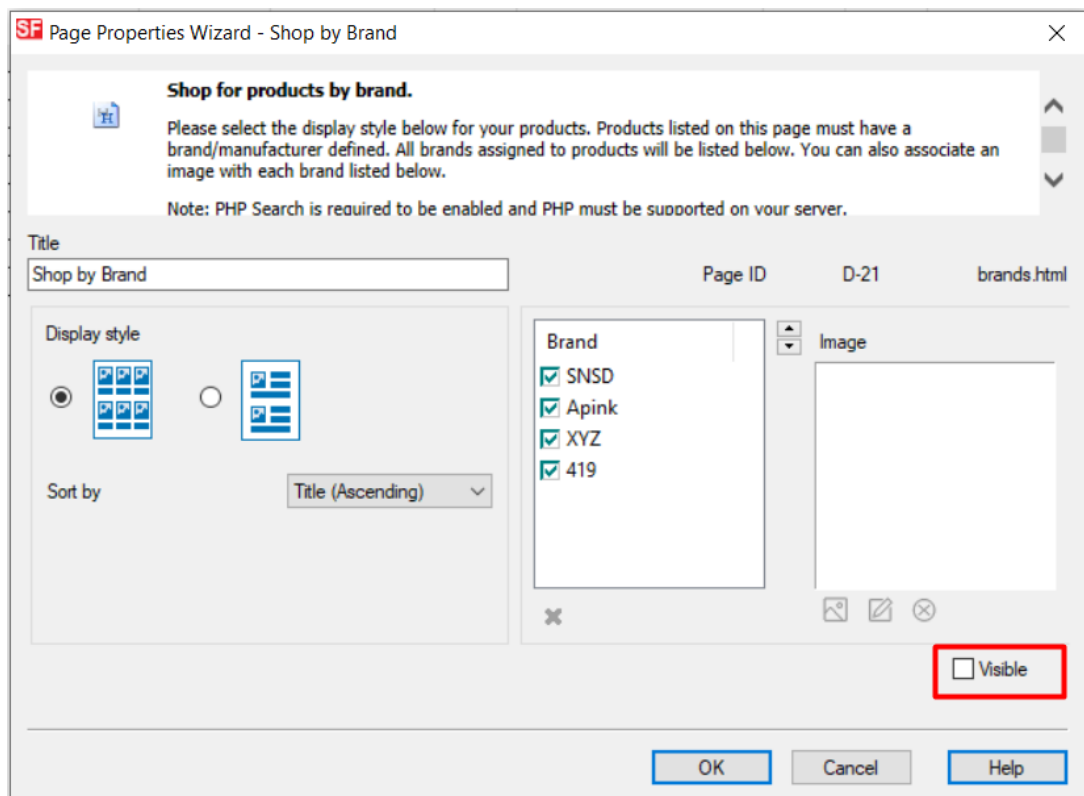 SF Page Properties Wizard - Shop by Brand
Shop for products by brand.
Please select the display style below for your products. Products listed on this page must have a
brand/manufacturer defined. All brands assigned to products will be listed below. You can also associate an
image with each brand listed below.
Note: PHP Search is required to be enabled and PHP must be supported on your server.
Title
Shop by Brand
Page ID
D-21
brands.html
Display style
Sort by
Title (Ascending)
Brand
SNSD
Apink
XYZ
419
Image
Visible
OK
Cancel
Help